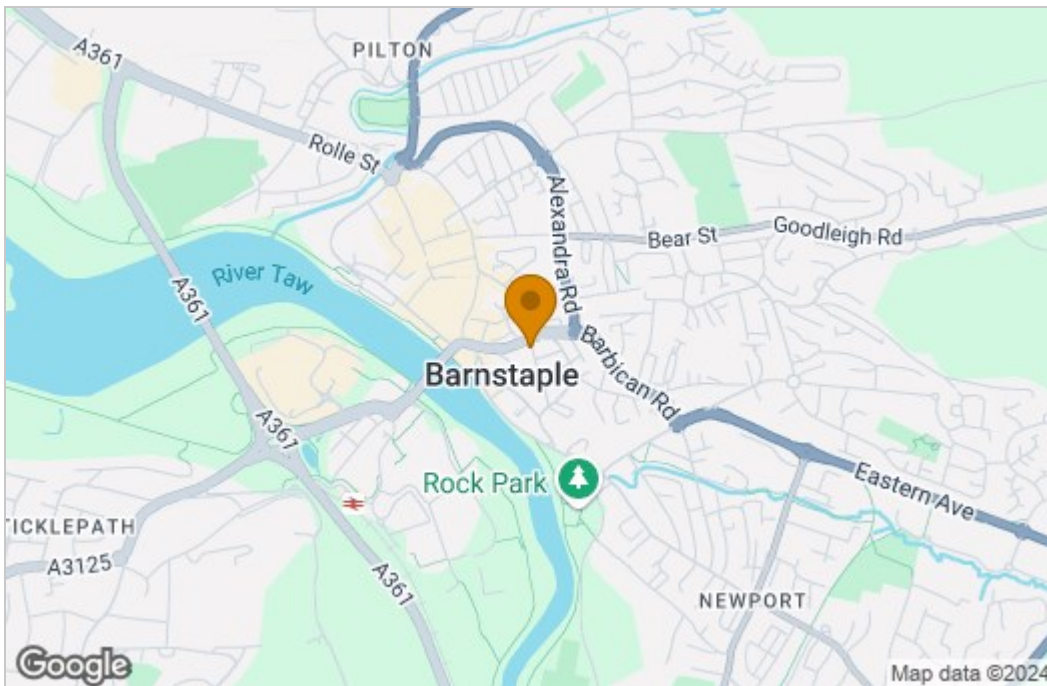 PILTON
A361
Rolle St
Alexandra Rd
Bear St
Goodleigh Rd
River Taw
A361
Barbican Rd
Barnstaple
A361
Rock Park
Eastern Ave
TICKLEPATH
A3125
A361
NEWPORT
Google
Map data ©2024